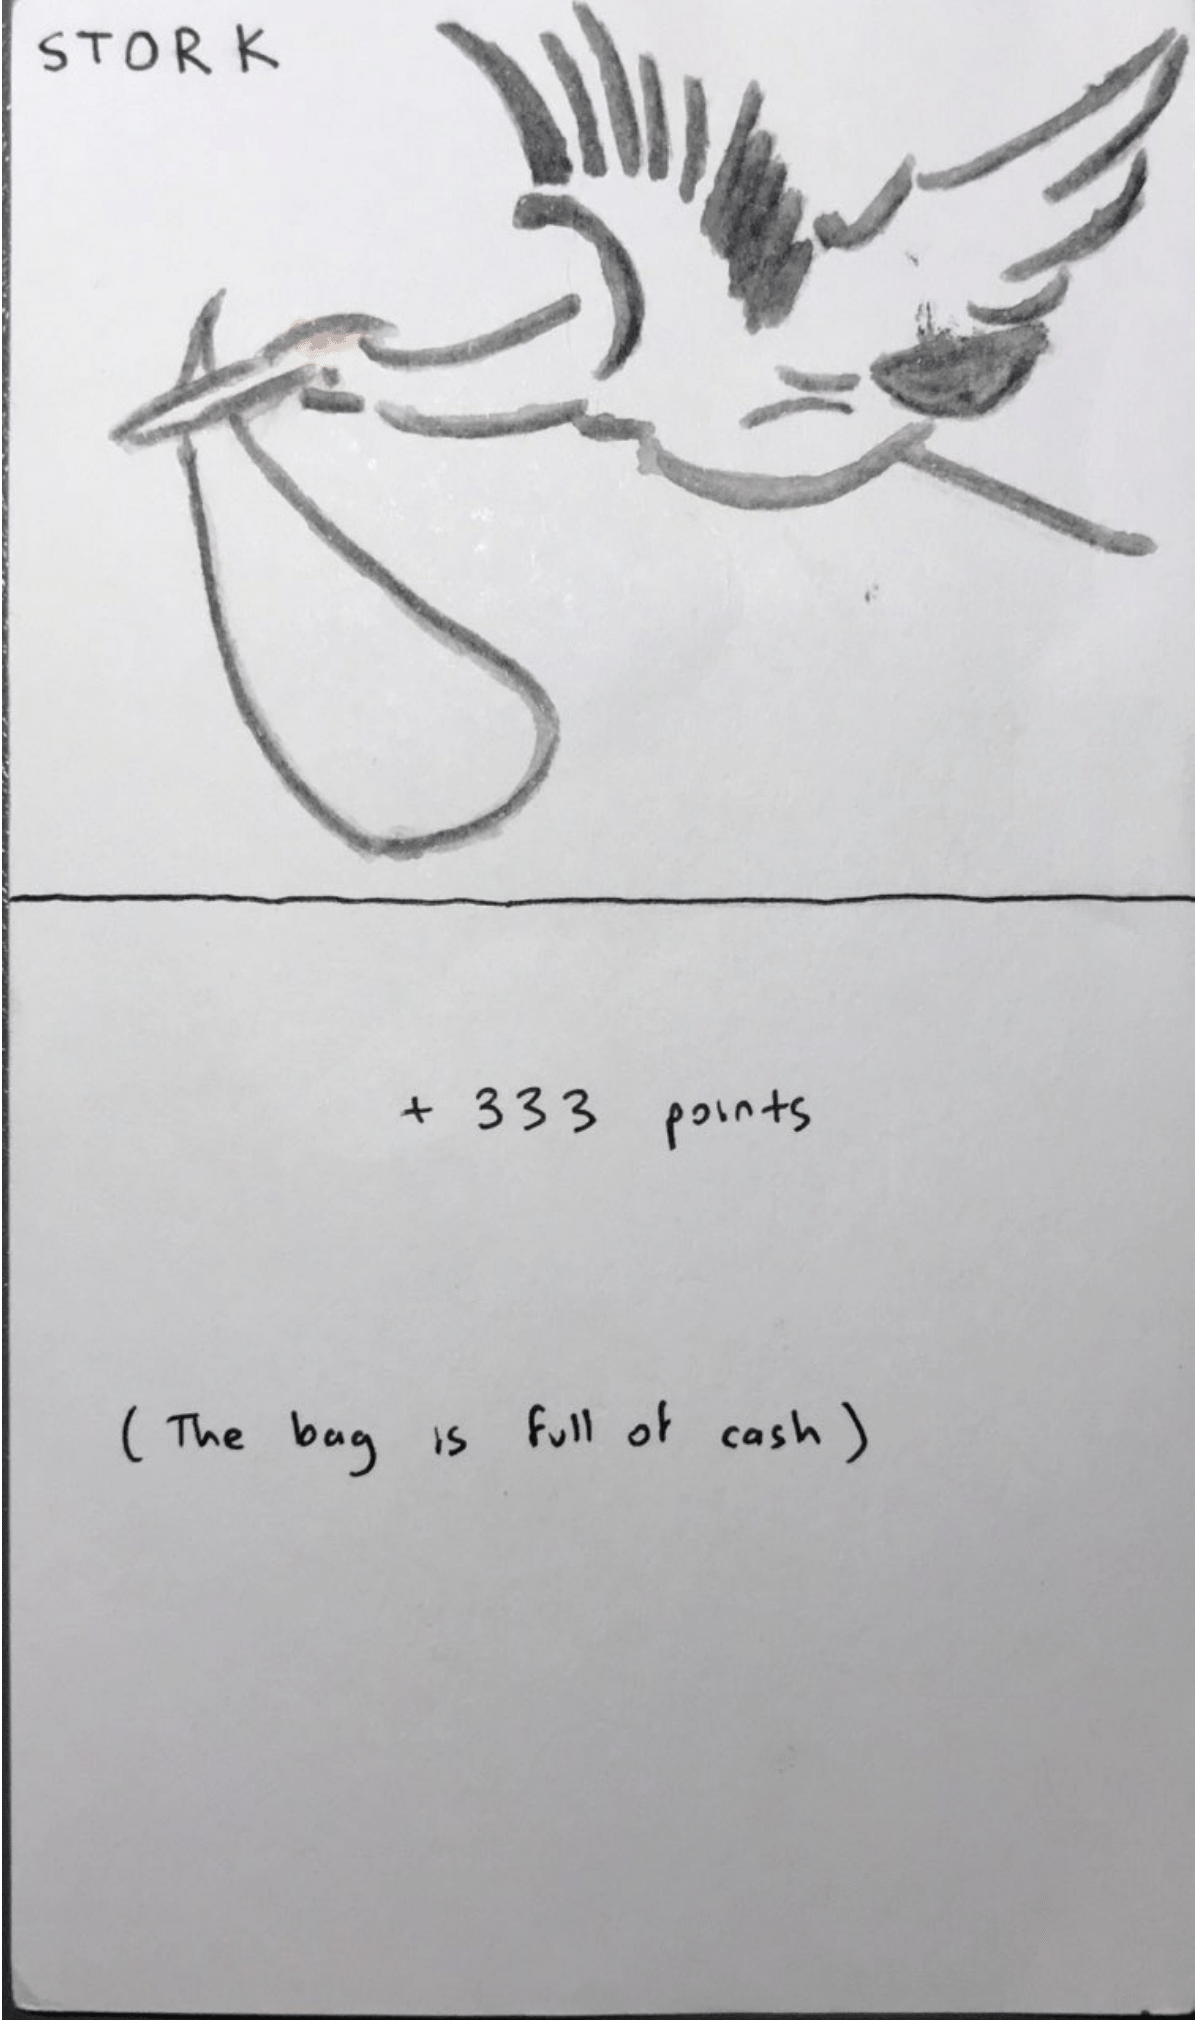 STORK
+ 333 points
(The bag is full of cash)